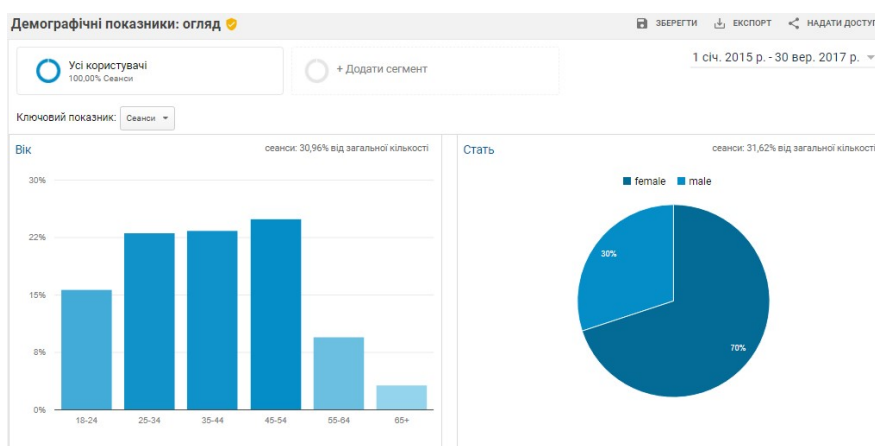 Демографічні показники: огляд
ЗБЕРЕГТИ ЕКСПОРТ НАДАТИ ДОСТУП
Усі користувачі
100,00% Сеанси
+ Додати сегмент
1 січ. 2015 р. - 30 вер. 2017 р.
Ключовий показник: Сеанси
Вік
сеанси: 30,96% від загальної кількості
30%
22%
15%
8%
0%
18-24 25-34 35-44 45-54 55-64 65+
Стать
сеанси: 31,62% від загальної кількості
female male
30%
70%